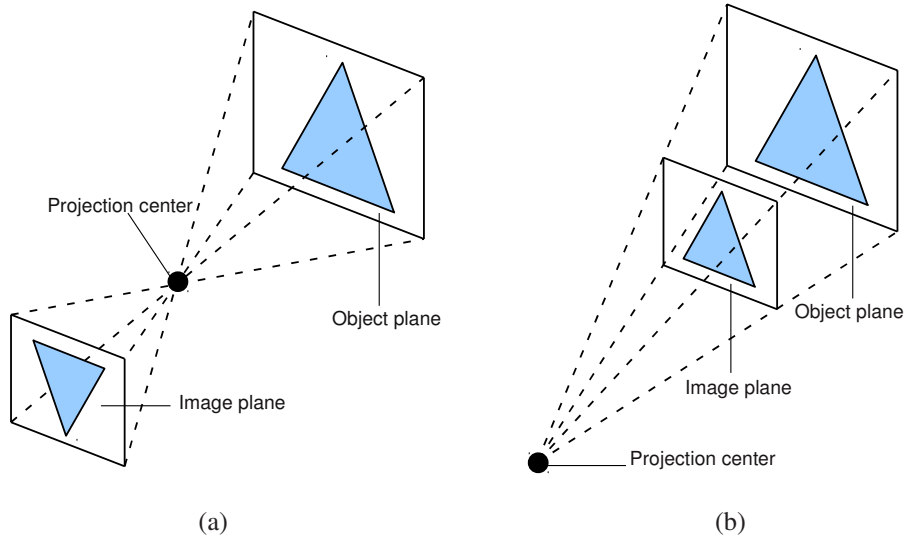 Projection center
Object plane
Image plane
(a)
Object plane
Image plane
Projection center
(b)